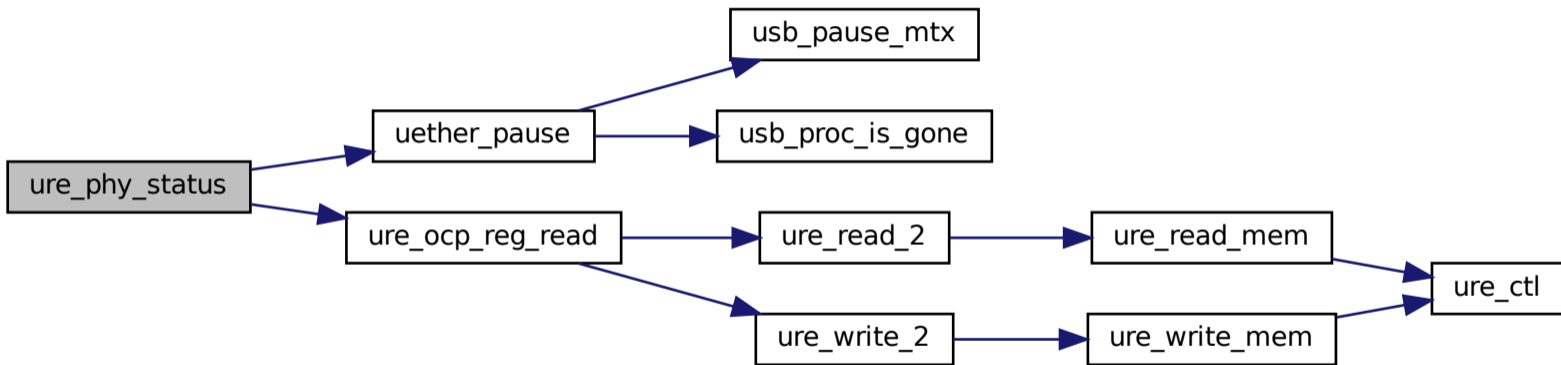 usb_pause_mtx
uether_pause
usb_proc_is_gone
ure_phy_status
ure_ocp_reg_read
ure_read_2
ure_read_mem
ure_ctl
ure_write_2
ure_write_mem